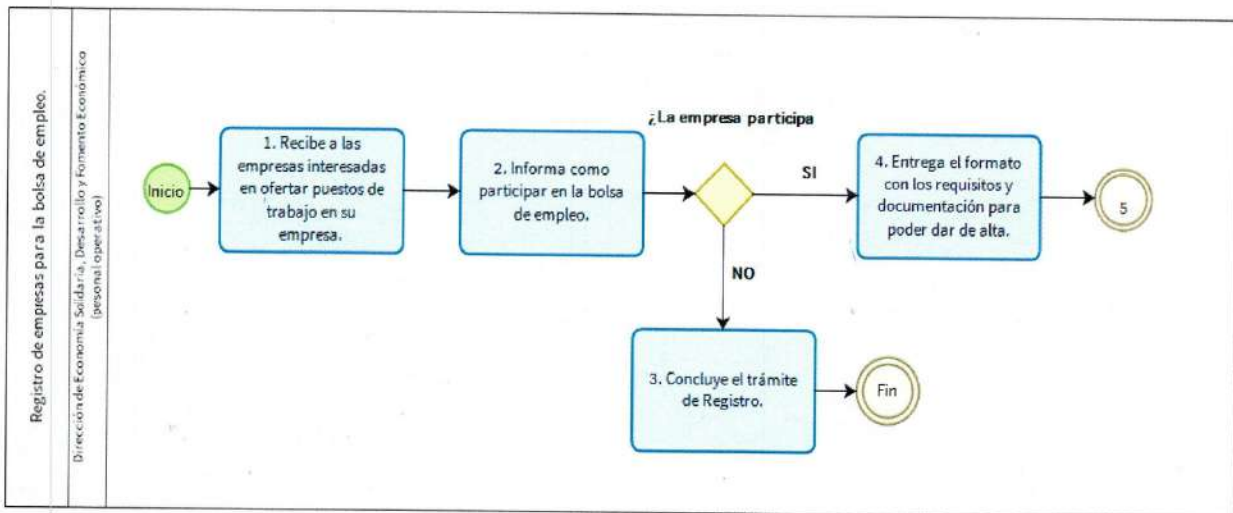 Registro de empresas para la bolsa de empleo.
Dirección de Economía Solidaria, Desarrollo y Fomento Económico
(pesonal operativo)
Inicio
1. Recibe a las
empresas interesadas
en ofertar puestos de
trabajo en su
empresa.
2. Informa como
participar en la bolsa
de empleo.
¿La empresa participa
SI
NO
4. Entrega el formato
con los requisitos y
documentación para
poder dar de alta.
5
3. Concluye el trámite
de Registro.
Fin